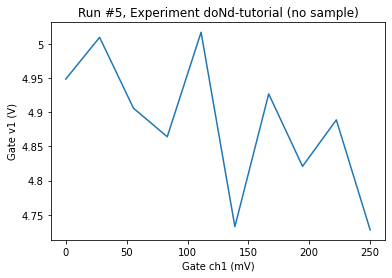 Run #5, Experiment doNd-tutorial (no sample)
5
4.95
4.9
4.85
4.8
4.75
Gate v1 (V)
0 50 100 150 200 250
Gate ch1 (mV)